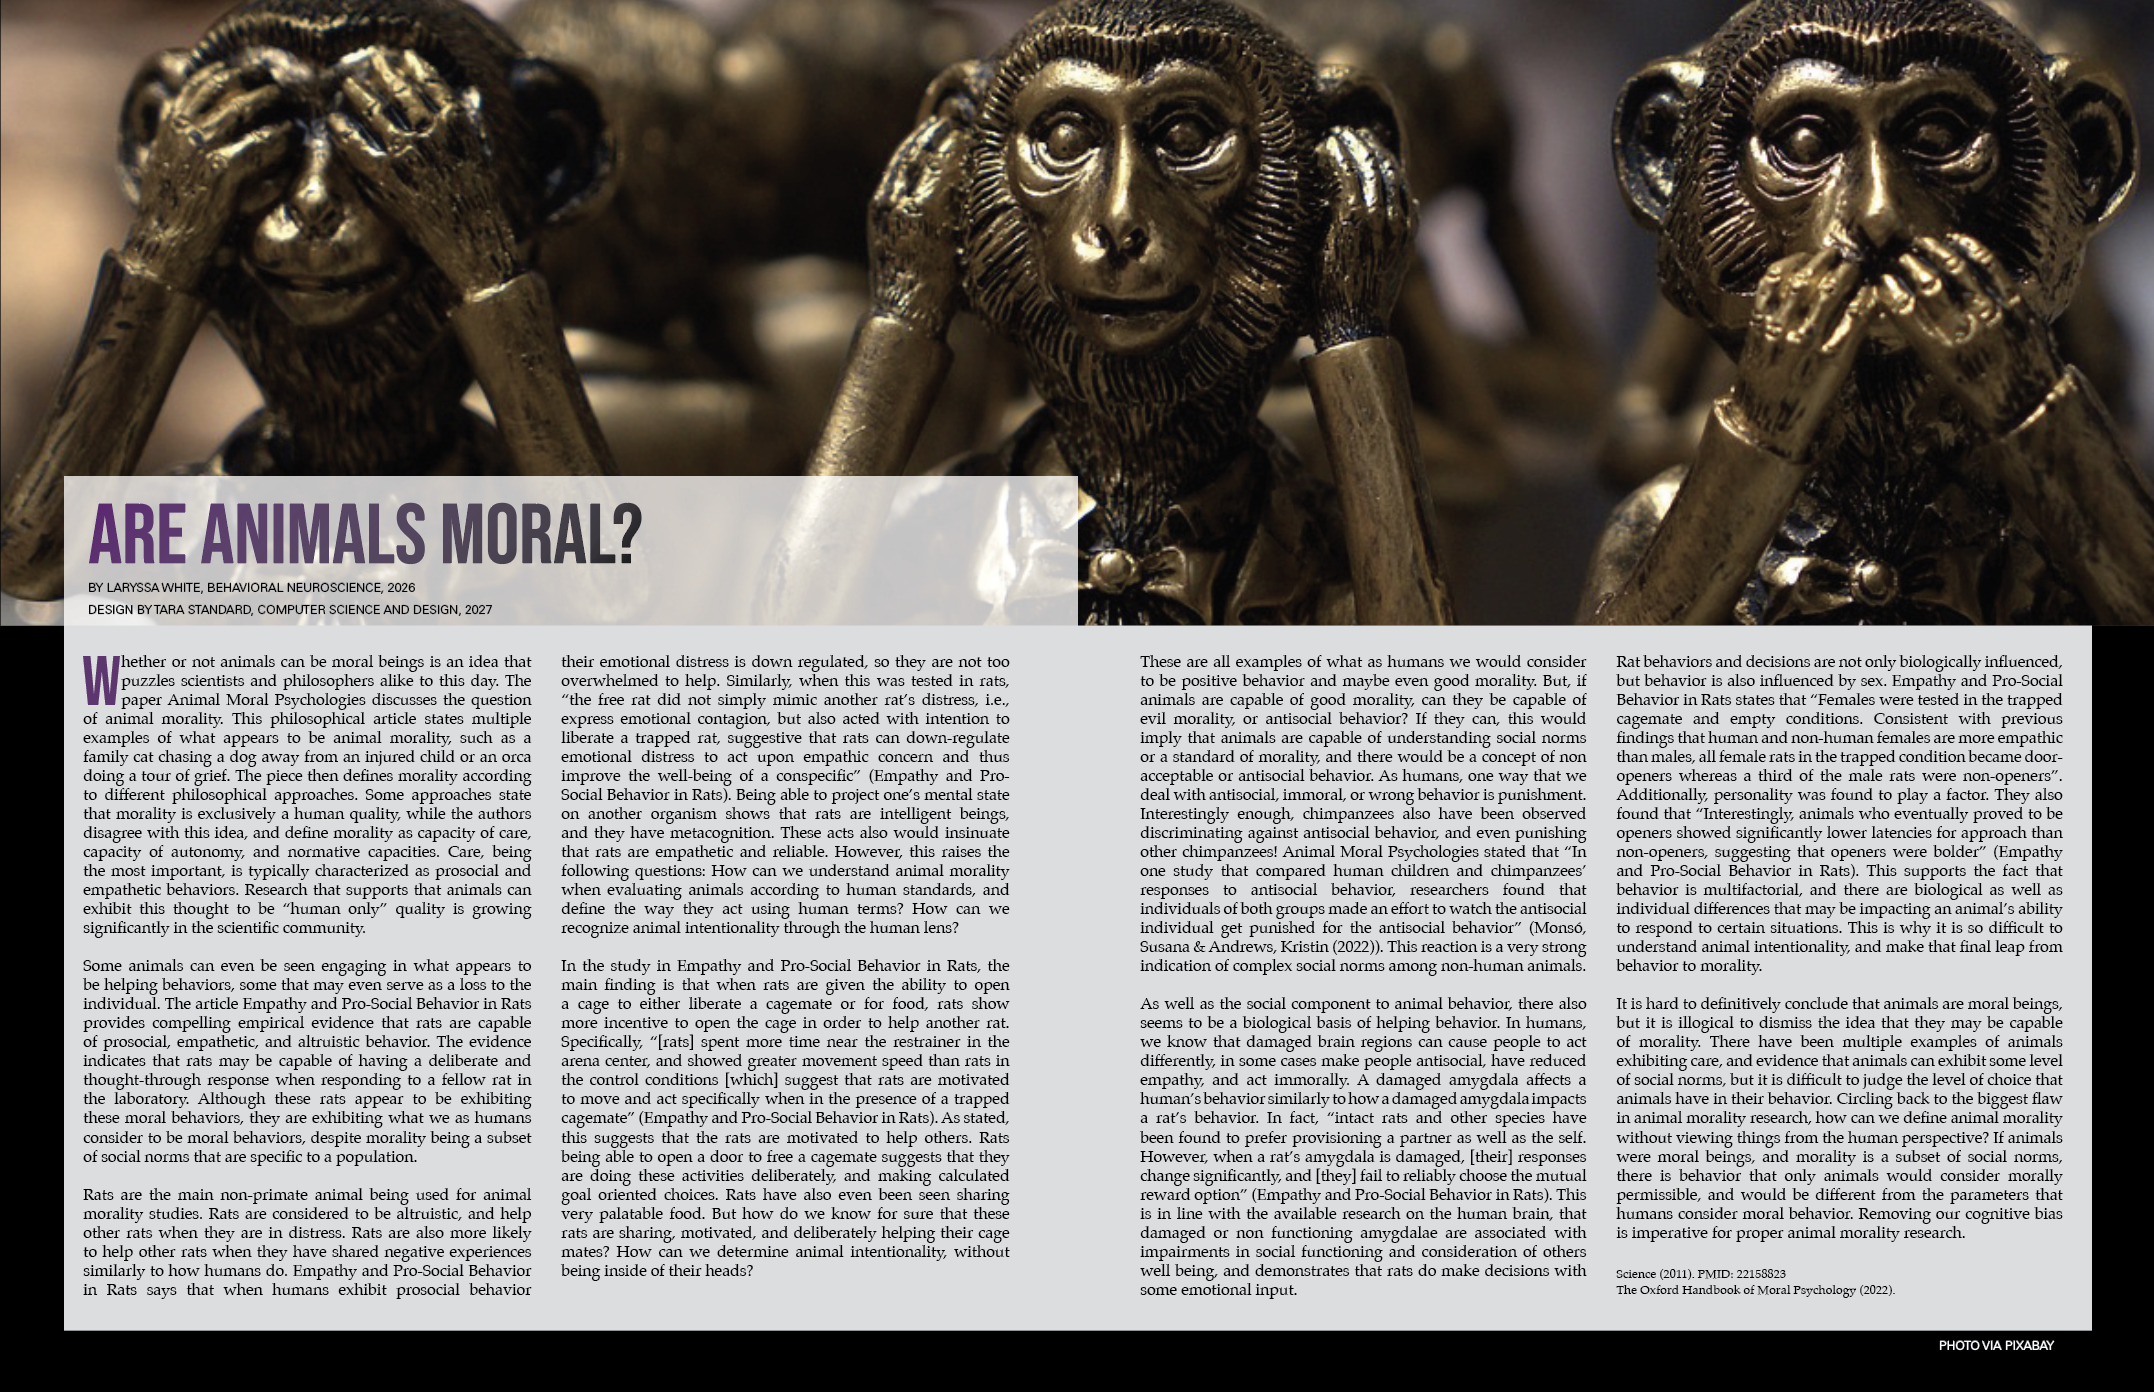 ARE ANIMALS MORAL?
BY LARYSSA WHITE, BEHAVIORAL NEUROSCIENCE, 2026
DESIGN BY TARA STANDARD, COMPUTER SCIENCE AND DESIGN, 2027
Whether or not animals can be moral beings is an idea that
puzzles scientists and philosophers alike to this day. The
paper Animal Moral Psychologies discusses the question
of animal morality. This philosophical article states multiple
examples of what appears to be animal morality, such as a
family cat chasing a dog away from an injured child or an orca
doing a tour of grief. The piece then defines morality according
to different philosophical approaches. Some approaches state
that morality is exclusively a human quality, while the authors
disagree with this idea, and define morality as capacity of care,
capacity of autonomy, and normative capacities. Care, being
the most important, is typically characterized as prosocial and
empathetic behaviors. Research that supports that animals can
exhibit this thought to be “human only” quality is growing
significantly in the scientific community.
Some animals can even be seen engaging in what appears to
be helping behaviors, some that may even serve as a loss to the
individual. The article Empathy and Pro-Social Behavior in Rats
provides compelling empirical evidence that rats are capable
of prosocial, empathetic, and altruistic behavior. The evidence
indicates that rats may be capable of having a deliberate and
thought-through response when responding to a fellow rat in
the laboratory. Although these rats appear to be exhibiting
these moral behaviors, they are exhibiting what we as humans
consider to be moral behaviors, despite morality being a subset
of social norms that are specific to a population.
Rats are the main non-primate animal being used for animal
morality studies. Rats are considered to be altruistic, and help
other rats when they are in distress. Rats are also more likely
to help other rats when they have shared negative experiences
similarly to how humans do. Empathy and Pro-Social Behavior
in Rats says that when humans exhibit prosocial behavior
their emotional distress is down regulated, so they are not too
overwhelmed to help. Similarly, when this was tested in rats,
“the free rat did not simply mimic another rat’s distress, i.e.,
express emotional contagion, but also acted with intention to
liberate a trapped rat, suggestive that rats can down-regulate
emotional distress to act upon empathic concern and thus
improve the well-being of a conspecific” (Empathy and Pro-
Social Behavior in Rats). Being able to project one’s mental state
on another organism shows that rats are intelligent beings,
and they have metacognition. These acts also would insinuate
that rats are empathetic and reliable. However, this raises the
following questions: How can we understand animal morality
when evaluating animals according to human standards, and
define the way they act using human terms? How can we
recognize animal intentionality through the human lens?
In the study in Empathy and Pro-Social Behavior in Rats, the
main finding is that when rats are given the ability to open
a cage to either liberate a cagemate or for food, rats show
more incentive to open the cage in order to help another rat.
Specifically, “[rats] spent more time near the restrainer in the
arena center, and showed greater movement speed than rats in
the control conditions [which] suggest that rats are motivated
to move and act specifically when in the presence of a trapped
cagemate” (Empathy and Pro-Social Behavior in Rats). As stated,
this suggests that the rats are motivated to help others. Rats
being able to open a door to free a cagemate suggests that they
are doing these activities deliberately, and making calculated
goal oriented choices. Rats have also even been seen sharing
very palatable food. But how do we know for sure that these
rats are sharing, motivated, and deliberately helping their cage
mates? How can we determine animal intentionality, without
being inside of their heads?
These are all examples of what as humans we would consider
to be positive behavior and maybe even good morality. But, if
animals are capable of good morality, can they be capable of
evil morality, or antisocial behavior? If they can, this would
imply that animals are capable of understanding social norms
or a standard of morality, and there would be a concept of non
acceptable or antisocial behavior. As humans, one way that we
deal with antisocial, immoral, or wrong behavior is punishment.
Interestingly enough, chimpanzees also have been observed
discriminating against antisocial behavior, and even punishing
other chimpanzees! Animal Moral Psychologies stated that “In
one study that compared human children and chimpanzees’
responses to antisocial behavior, researchers found that
individuals of both groups made an effort to watch the antisocial
individual get punished for the antisocial behavior” (Monsó,
Susana & Andrews, Kristin (2022)). This reaction is a very strong
indication of complex social norms among non-human animals.
As well as the social component to animal behavior, there also
seems to be a biological basis of helping behavior. In humans,
we know that damaged brain regions can cause people to act
differently, in some cases make people antisocial, have reduced
empathy, and act immorally. A damaged amygdala affects a
human’s behavior similarly to how a damaged amygdala impacts
a rat’s behavior. In fact, “intact rats and other species have
been found to prefer provisioning a partner as well as the self.
However, when a rat’s amygdala is damaged, [their] responses
change significantly, and [they] fail to reliably choose the mutual
reward option” (Empathy and Pro-Social Behavior in Rats). This
is in line with the available research on the human brain, that
damaged or non functioning amygdalae are associated with
impairments in social functioning and consideration of others
well being, and demonstrates that rats do make decisions with
some emotional input.
Rat behaviors and decisions are not only biologically influenced,
but behavior is also influenced by sex. Empathy and Pro-Social
Behavior in Rats states that “Females were tested in the trapped
cagemate and empty conditions. Consistent with previous
findings that human and non-human females are more empathic
than males, all female rats in the trapped condition became door-
openers whereas a third of the male rats were non-openers”.
Additionally, personality was found to play a factor. They also
found that “Interestingly, animals who eventually proved to be
openers showed significantly lower latencies for approach than
non-openers, suggesting that openers were bolder” (Empathy
and Pro-Social Behavior in Rats). This supports the fact that
behavior is multifactorial, and there are biological as well as
individual differences that may be impacting an animal’s ability
to respond to certain situations. This is why it is so difficult to
understand animal intentionality, and make that final leap from
behavior to morality.
It is hard to definitively conclude that animals are moral beings,
but it is illogical to dismiss the idea that they may be capable
of morality. There have been multiple examples of animals
exhibiting care, and evidence that animals can exhibit some level
of social norms, but it is difficult to judge the level of choice that
animals have in their behavior. Circling back to the biggest flaw
in animal morality research, how can we define animal morality
without viewing things from the human perspective? If animals
were moral beings, and morality is a subset of social norms,
there is behavior that only animals would consider morally
permissible, and would be different from the parameters that
humans consider moral behavior. Removing our cognitive bias
is imperative for proper animal morality research.
Science (2011). PMID: 22158823
The Oxford Handbook of Moral Psychology (2022).
PHOTO VIA PIXABAY